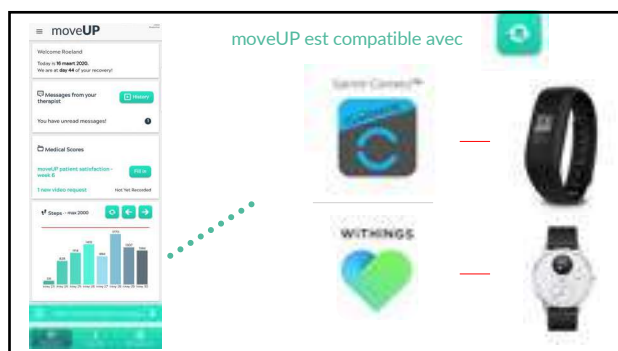 moveUP
Welcome Roeland
Today is 16 maart 2020.
We are at day 44 of your recovery!
Messages from your therapist
History
You have unread messages!
Medical Scores
moveUP patient satisfaction - week 6
Fill in
1 new video request
Not Yet Recorded
Steps - max 2000
moveUP est compatible avec
Garmin Connect™
WITHINGS